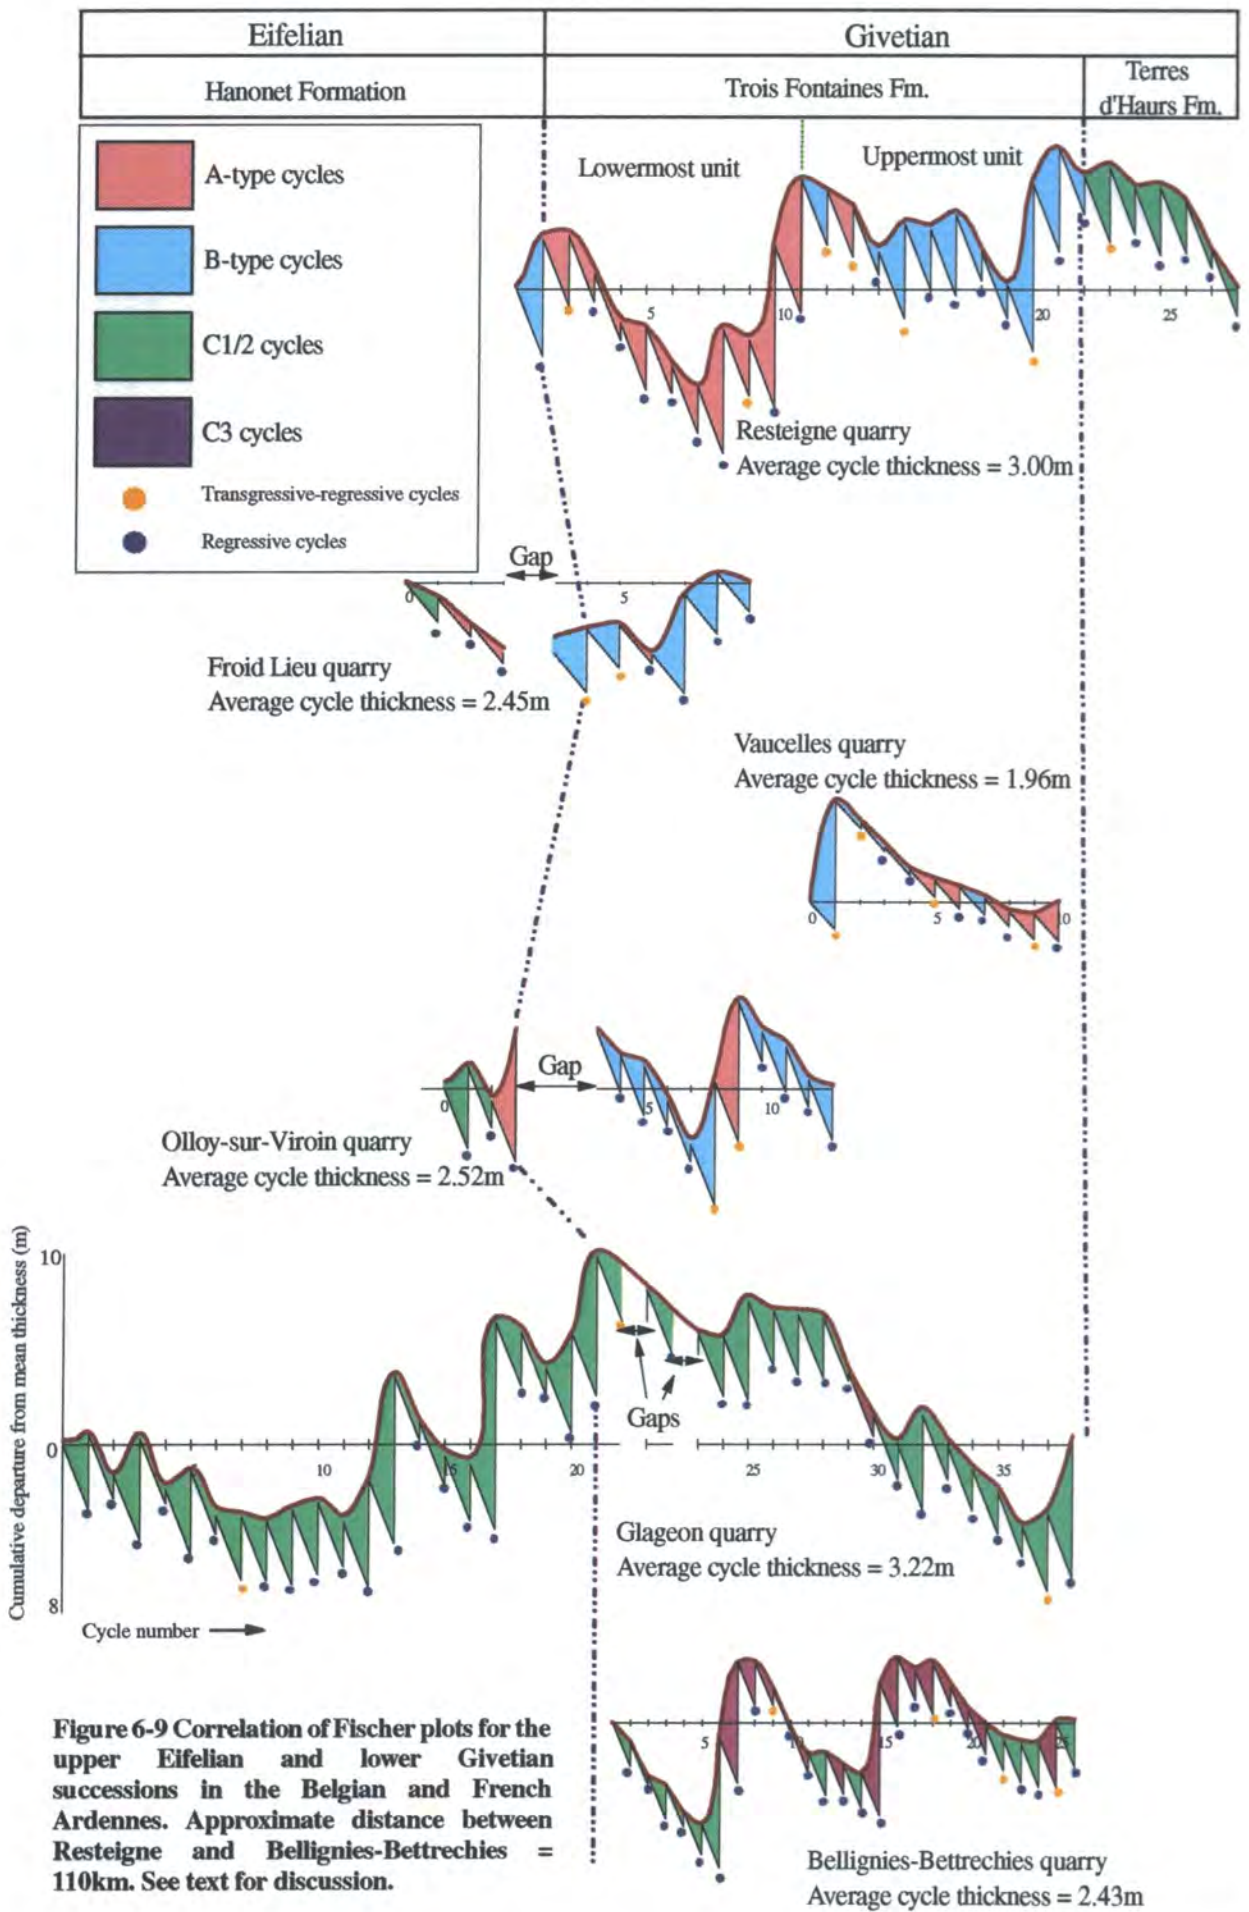 Eifelian
Givetian
Hanonet Formation
Trois Fontaines Fm.
Terres
d'Haurs Fm.
A-type cycles
B-type cycles
C1/2 cycles
C3 cycles
Transgressive-regressive cycles
Regressive cycles
Lowermost unit
Uppermost unit
5
10
20
25
Resteigne quarry
Average cycle thickness = 3.00m
Gap
0
5
Froid Lieu quarry
Average cycle thickness = 2.45m
Vaucelles quarry
Average cycle thickness = 1.96m
0
5
10
Gap
0
5
10
Olloy-sur-Viroin quarry
Average cycle thickness = 2.52m
Cumulative departure from mean thickness (m)
10
0
8
10
15
20
25
30
35
Gaps
Glageon quarry
Average cycle thickness = 3.22m
Cycle number
5
10
15
20
25
Bellignies-Bettrechies quarry
Average cycle thickness = 2.43m
Figure 6-9 Correlation of Fischer plots for the
upper Eifelian and lower Givetian
successions in the Belgian and French
Ardennes. Approximate distance between
Resteigne and Bellignies-Bettrechies =
110km. See text for discussion.